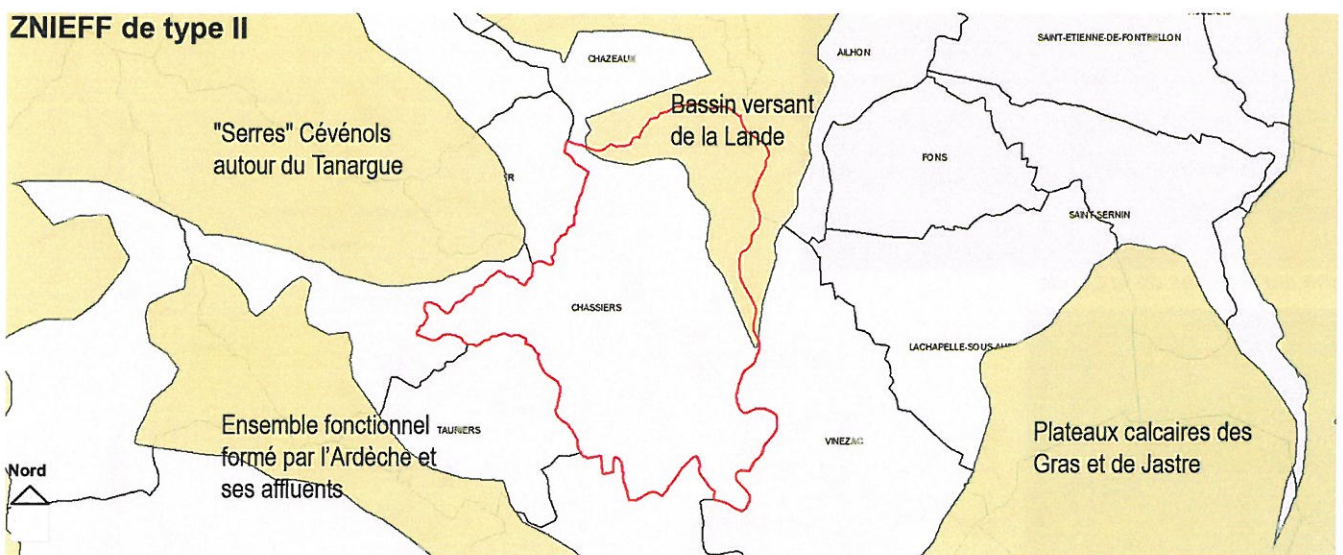 ZNIEFF de type II
CHAZEAUX
AILHON
SAINT-ETIENNE-DE-FONTBELLON
"Serres" Cévénols
autour du Tanargue
Bassin versant
de la Lande
FONS
SAINT-SERNIN
CHASSIERS
Ensemble fonctionnel
formé par l'Ardèche et
ses affluents
TAURIERS
VINEZAC
Plateaux calcaires des
Gras et de Jastre
Nord